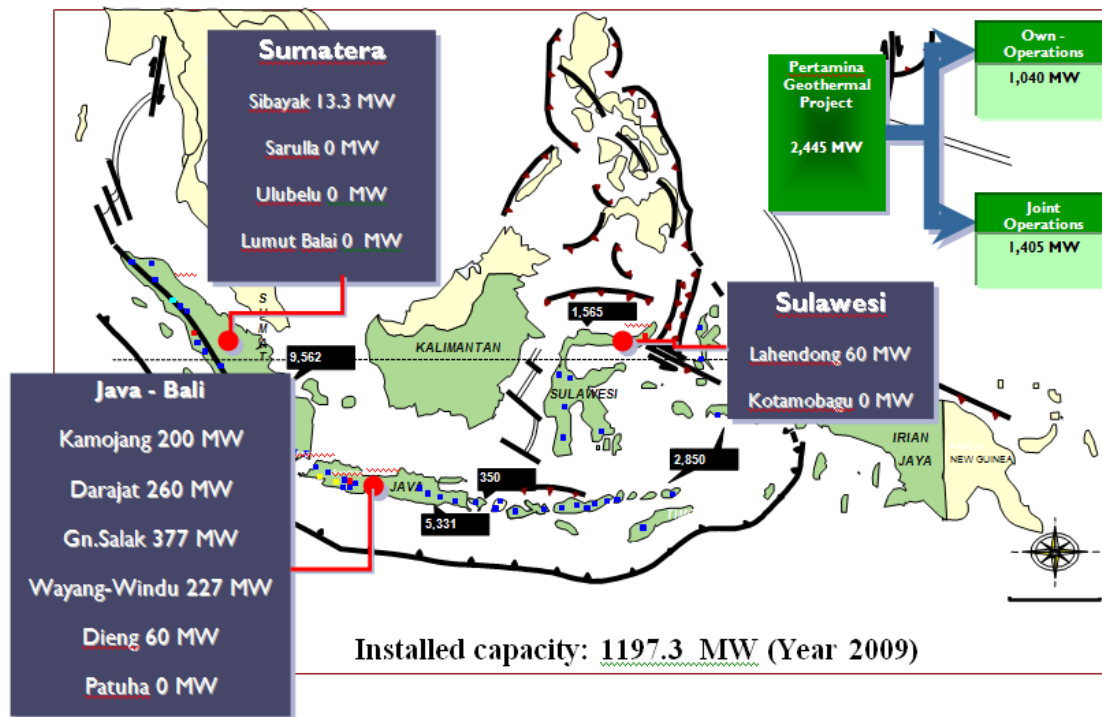 Sumatera
Sibayak 13.3 MW
Sarulla 0 MW
Ulubelu 0 MW
Lumut Balai 0 MW
Pertamina
Geothermal
Project
2,445 MW
Own -
Operations
1,040 MW
Joint
Operations
1,405 MW
1,565
KALIMANTAN
9,562
SULAWESI
Sulawesi
Lahendong 60 MW
Kotamobagu 0 MW
IRIAN
JAYA
NEW GUINEA
2,850
350
JAVA
5,331
Java - Bali
Kamojang 200 MW
Darajat 260 MW
Gn.Salak 377 MW
Wayang-Windu 227 MW
Dieng 60 MW
Patuha 0 MW
Installed capacity: 1197.3 MW (Year 2009)